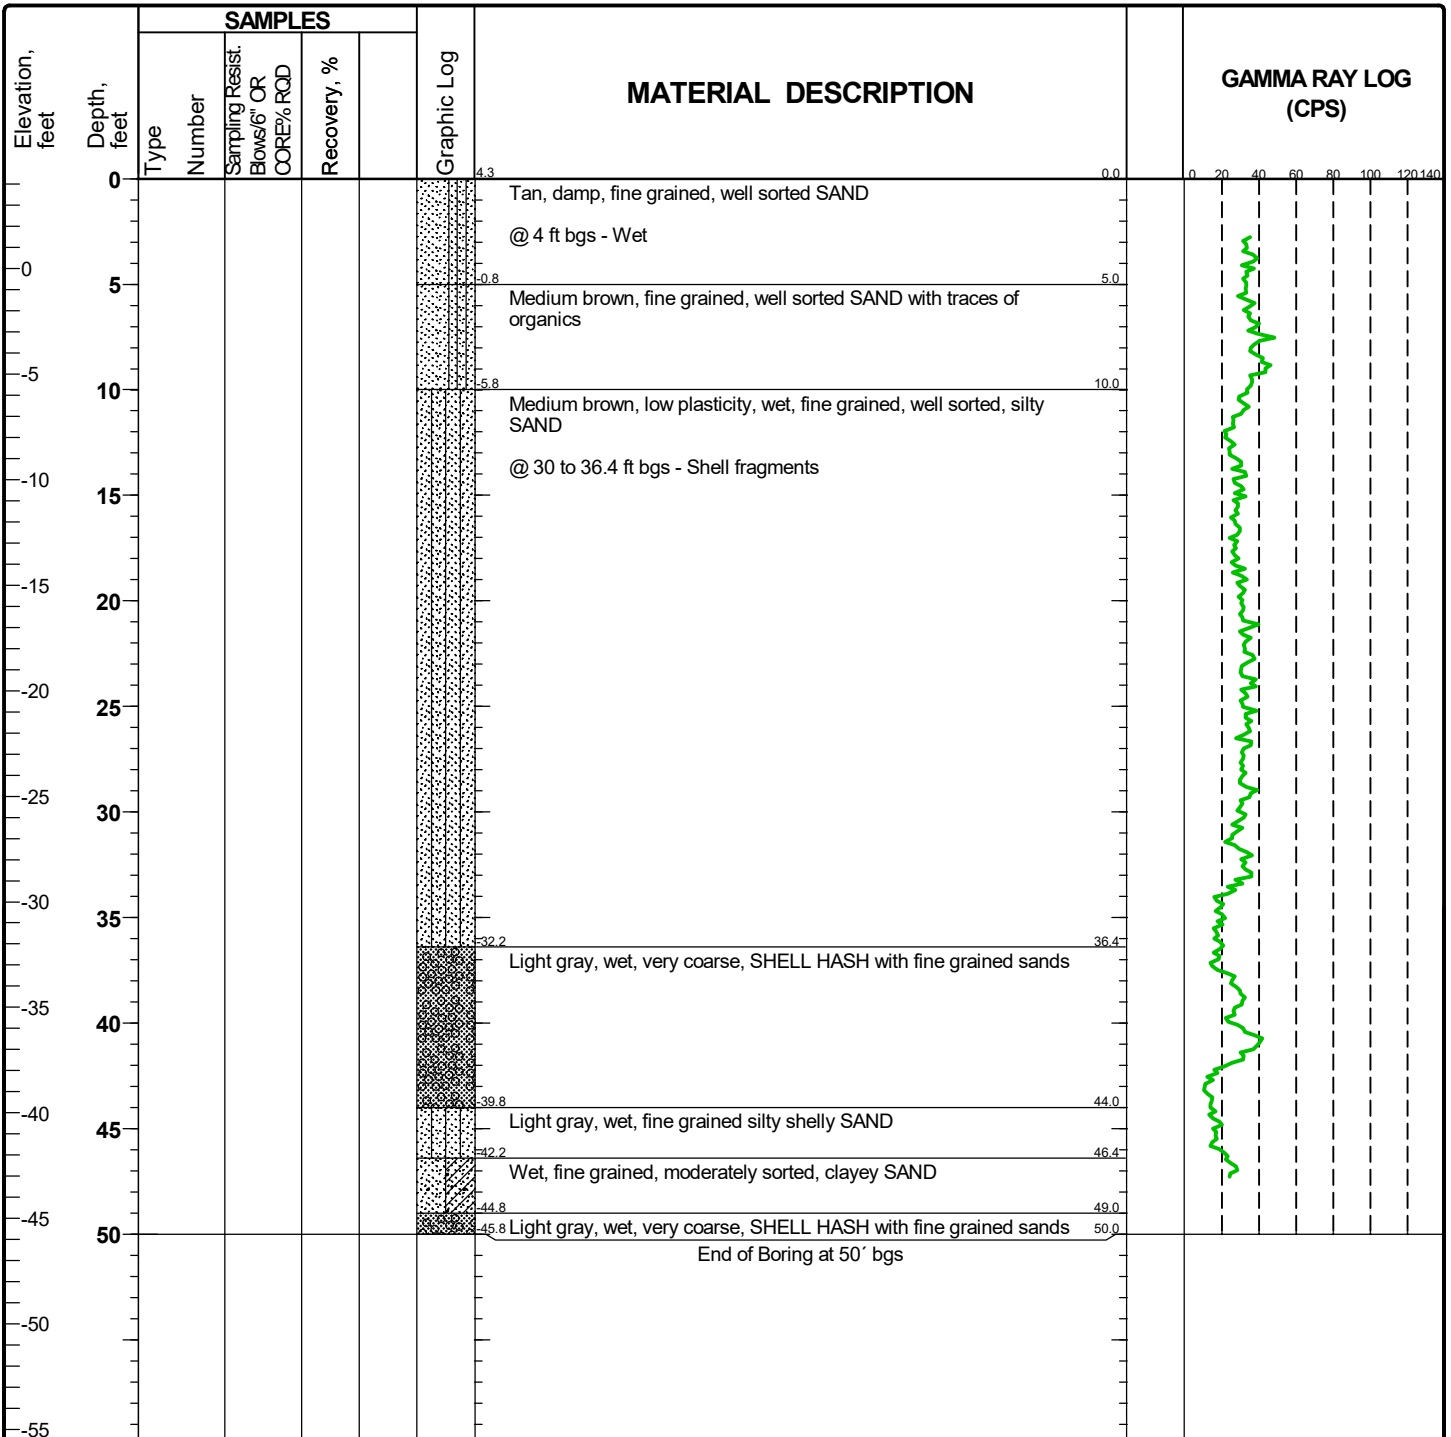 SAMPLES
Elevation,
feet
Depth,
feet
Type
Number
Sampling Resist.
Blows/6" OR
CORE% RQD
Recovery, %
Graphic Log
MATERIAL DESCRIPTION
GAMMA RAY LOG
(CPS)
0 20 40 60 80 100 120 140
0
4.3
0.0
Tan, damp, fine grained, well sorted SAND
@ 4 ft bgs - Wet
0
5
-0.8
5.0
Medium brown, fine grained, well sorted SAND with traces of
organics
-5
10
-5.8
10.0
Medium brown, low plasticity, wet, fine grained, well sorted, silty
SAND
@ 30 to 36.4 ft bgs - Shell fragments
-10
15
-15
20
-20
25
-25
30
-30
35
-32.2
36.4
Light gray, wet, very coarse, SHELL HASH with fine grained sands
-35
40
-39.8
44.0
-40
Light gray, wet, fine grained silty shelly SAND
45
-42.2
46.4
Wet, fine grained, moderately sorted, clayey SAND
-44.8
49.0
-45
-45.8
Light gray, wet, very coarse, SHELL HASH with fine grained sands
50.0
50
End of Boring at 50´ bgs
-50
-55